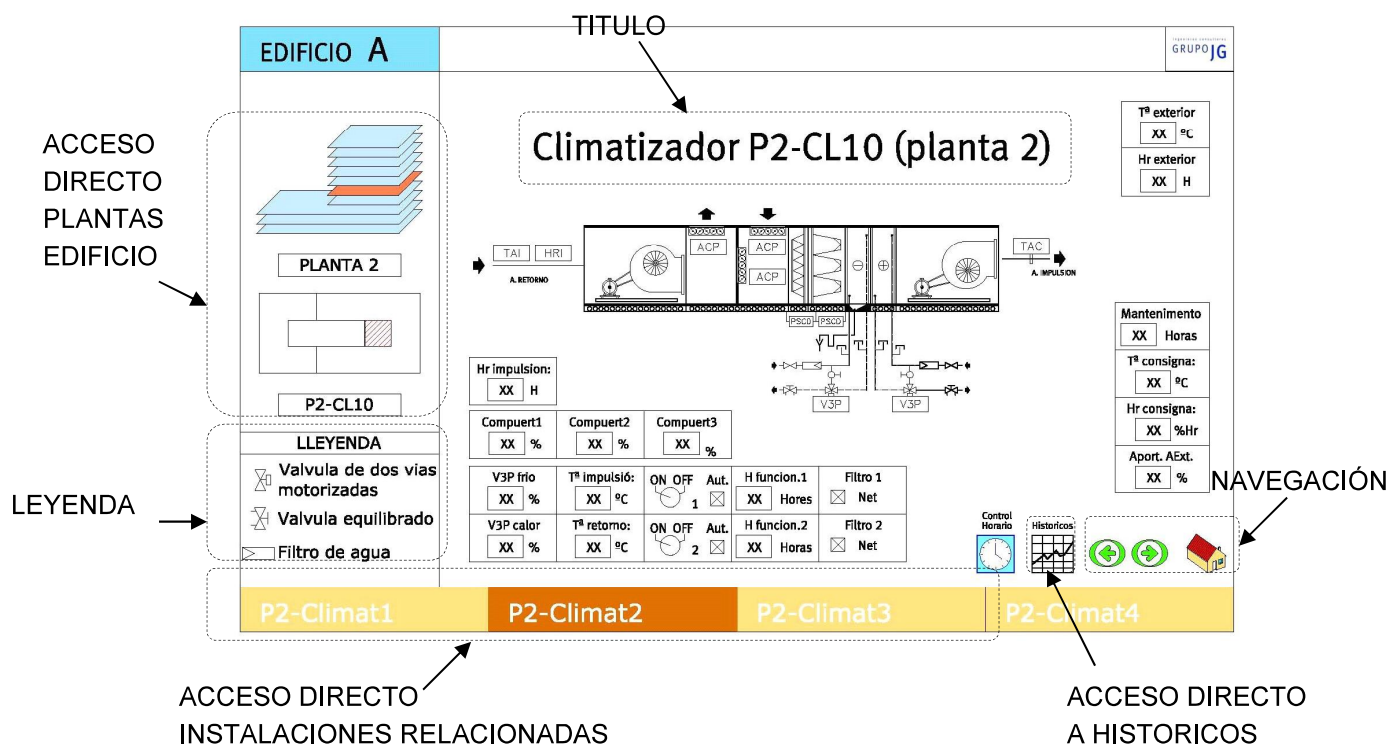 TITULO
EDIFICIO A
ingenieros consultores
GRUPO JG
ACCESO
DIRECTO
PLANTAS
EDIFICIO
PLANTA 2
P2-CL10
Climatizador P2-CL10 (planta 2)
Tª exterior
XX ºC
Hr exterior
XX H
TAI HRI
A. RETORNO
ACP ACP
ACP
TAC
A. IMPULSION
PSCD PSCD
V3P V3P
Mantenimento
XX Horas
Tª consigna:
XX ºC
Hr consigna:
XX %Hr
Aport. AExt.
XX %
Hr impulsion:
XX H
Compuert1 Compuert2 Compuert3
XX % XX % XX %
V3P frio Tª impulsió: ON OFF Aut. H funcion.1 Filtro 1
XX % XX ºC 1 XX Hores Net
V3P calor Tª retorno: ON OFF Aut. H funcion.2 Filtro 2
XX % XX ºC 2 XX Horas Net
LEYENDA
LLEYENDA
Valvula de dos vias
motorizadas
Valvula equilibrado
Filtro de agua
NAVEGACIÓN
Control
Horario
Historicos
P2-Climat1 P2-Climat2 P2-Climat3 P2-Climat4
ACCESO DIRECTO
INSTALACIONES RELACIONADAS
ACCESO DIRECTO
A HISTORICOS